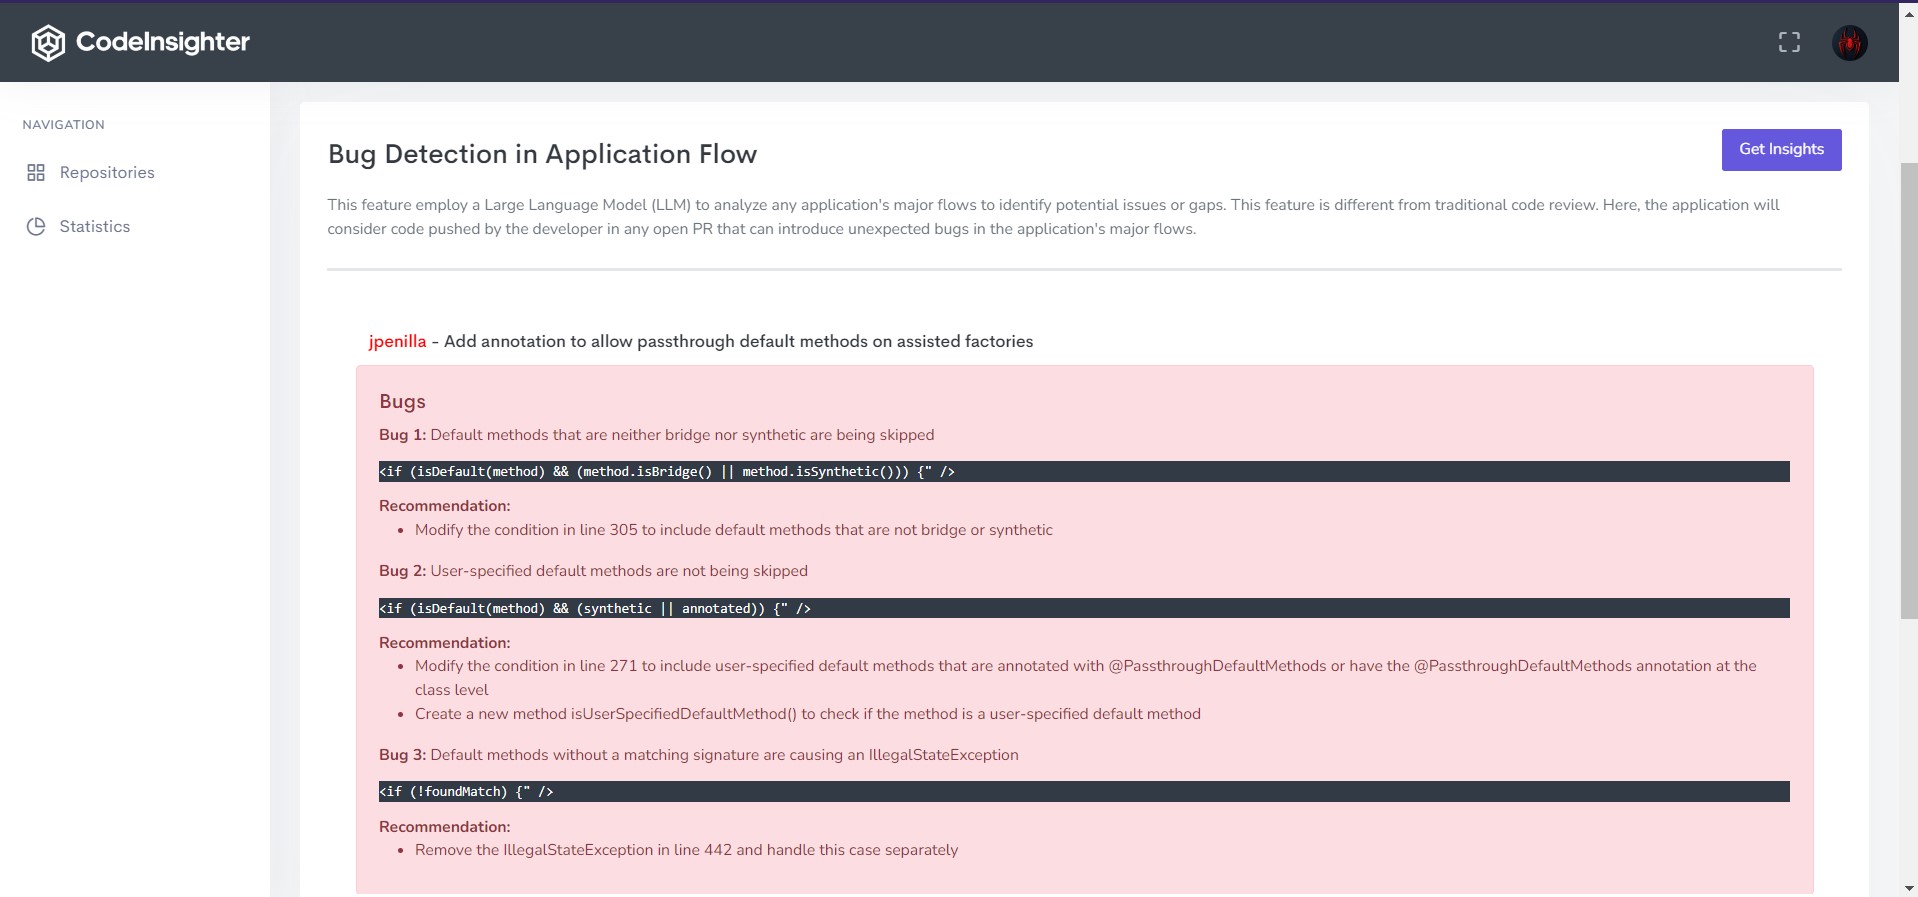 CodeInsighter
NAVIGATION
Repositories
Statistics
Bug Detection in Application Flow
Get Insights
This feature employ a Large Language Model (LLM) to analyze any application's major flows to identify potential issues or gaps. This feature is different from traditional code review. Here, the application will
consider code pushed by the developer in any open PR that can introduce unexpected bugs in the application's major flows.
jpenilla - Add annotation to allow passthrough default methods on assisted factories
Bugs
Bug 1: Default methods that are neither bridge nor synthetic are being skipped
<if (isDefault(method) && (method.isBridge() || method.isSynthetic())) {" />
Recommendation:
• Modify the condition in line 305 to include default methods that are not bridge or synthetic
Bug 2: User-specified default methods are not being skipped
<if (isDefault(method) && (synthetic || annotated)) {" />
Recommendation:
• Modify the condition in line 271 to include user-specified default methods that are annotated with @PassthroughDefaultMethods or have the @PassthroughDefaultMethods annotation at the
class level
• Create a new method isUserSpecifiedDefaultMethod() to check if the method is a user-specified default method
Bug 3: Default methods without a matching signature are causing an IllegalStateException
<if (!foundMatch) {" />
Recommendation:
• Remove the IllegalStateException in line 442 and handle this case separately